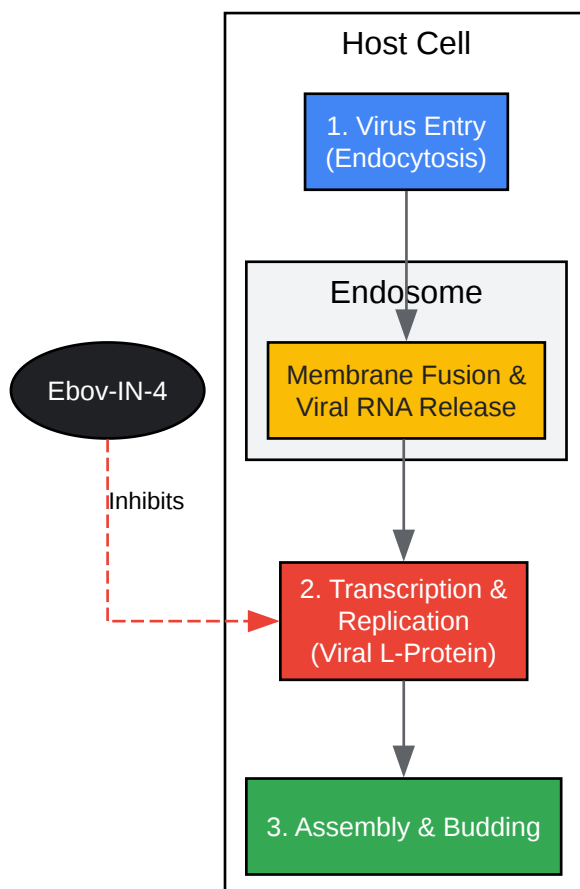 Host Cell
1. Virus Entry
(Endocytosis)
Endosome
Membrane Fusion &
Viral RNA Release
Ebov-IN-4
Inhibits
2. Transcription &
Replication
(Viral L-Protein)
3. Assembly & Budding